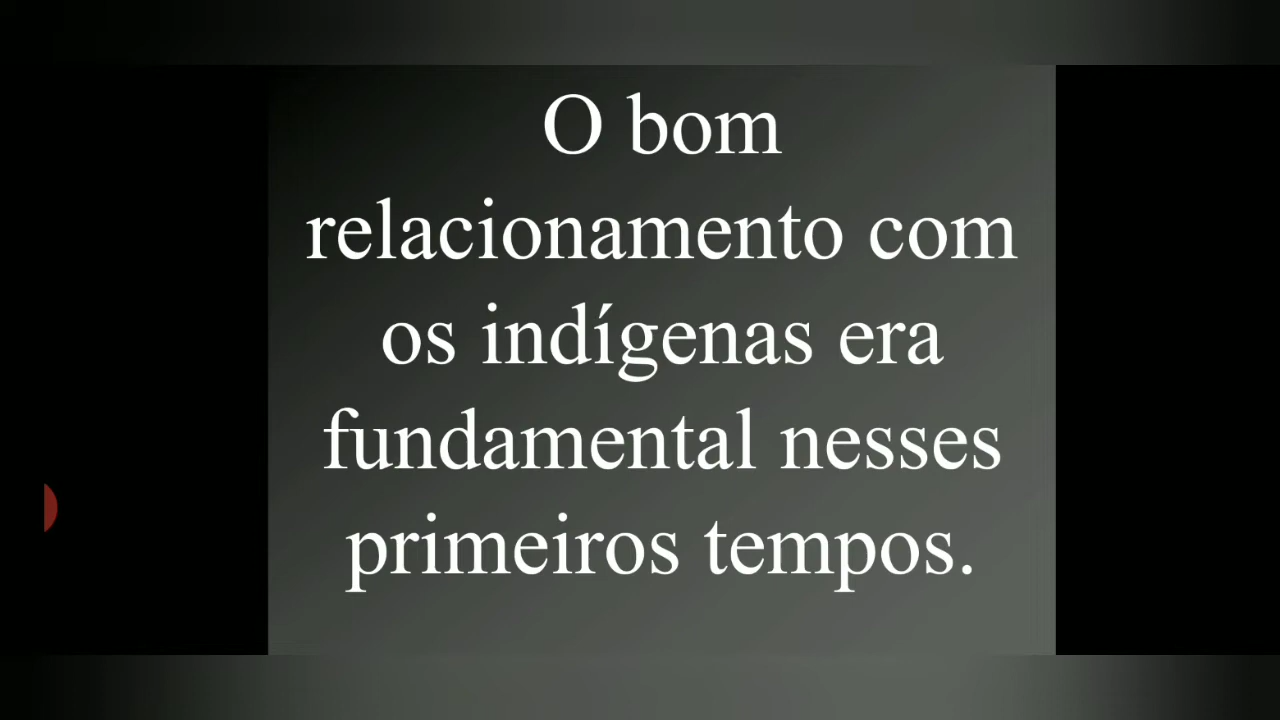 O bom
relacionamento com
os indígenas era
fundamental nesses
primeiros tempos.